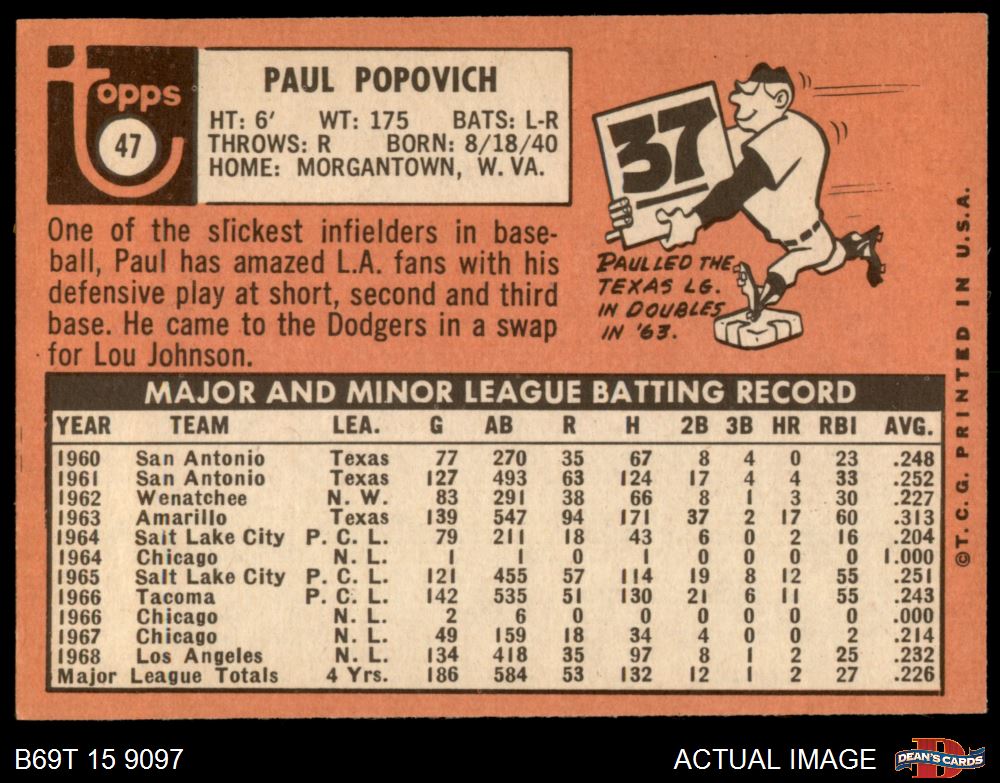 topps
47
PAUL POPOVICH
HT: 6' WT: 175 BATS: L-R
THROWS: R BORN: 8/18/40
HOME: MORGANTOWN, W. VA.
One of the slickest infielders in base-
ball, Paul has amazed L.A. fans with his
defensive play at short, second and third
base. He came to the Dodgers in a swap
for Lou Johnson.
37
PAUL LED THE
TEXAS LG.
IN DOUBLES
IN '63.
MAJOR AND MINOR LEAGUE BATTING RECORD
YEAR TEAM LEA. G AB R H 2B 3B HR RBI AVG.
1960 San Antonio Texas 77 270 35 67 8 4 0 23 .248
1961 San Antonio Texas 127 493 63 124 17 4 4 33 .252
1962 Wenatchee N. W. 83 291 38 66 8 1 3 30 .227
1963 Amarillo Texas 139 547 94 171 37 2 17 60 .313
1964 Salt Lake City P. C. L. 79 211 18 43 6 0 2 16 .204
1964 Chicago N. L. 1 1 0 1 0 0 0 0 1.000
1965 Salt Lake City P. C. L. 121 455 57 114 19 8 12 55 .251
1966 Tacoma P. C. L. 142 535 51 130 21 6 11 55 .243
1966 Chicago N. L. 2 6 0 0 0 0 0 0 .000
1967 Chicago N. L. 49 159 18 34 4 0 0 2 .214
1968 Los Angeles N. L. 134 418 35 97 8 1 2 25 .232
Major League Totals 4 Yrs. 186 584 53 132 12 1 2 27 .226
©T. C. G. PRINTED IN U.S.A.
B69T 15 9097
ACTUAL IMAGE
D
DEAN'S CARDS